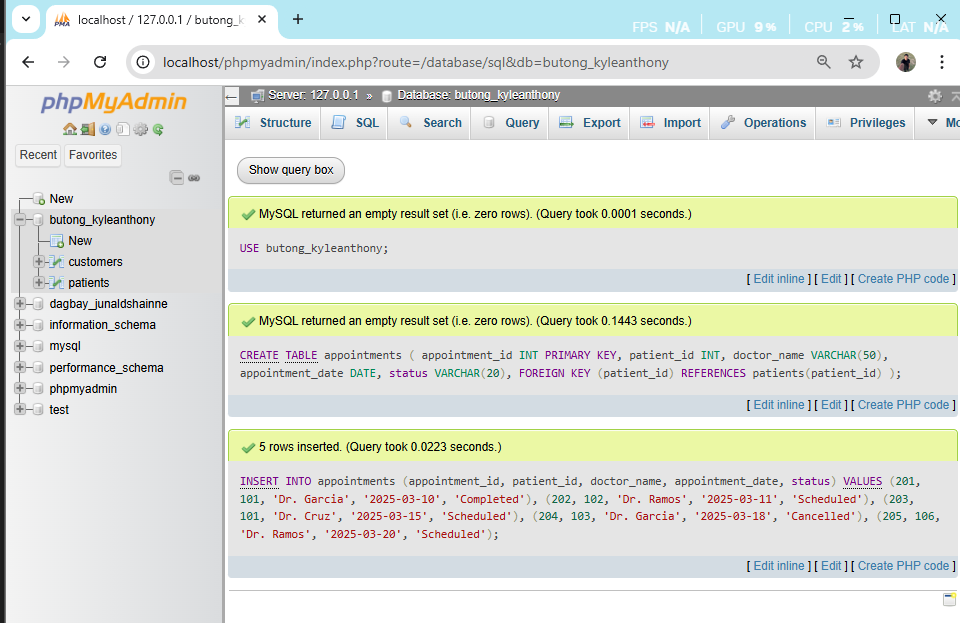 localhost / 127.0.0.1 / butong_k
FPS N/A GPU 9% CPU 2% LAT N/A
localhost/phpmyadmin/index.php?route=/database/sql&db=butong_kyleanthony
phpMyAdmin
Recent Favorites
New
butong_kyleanthony
New
customers
patients
dagbay_junaldshainne
information_schema
mysql
performance_schema
phpmyadmin
test
Server: 127.0.0.1 » Database: butong_kyleanthony
Structure SQL Search Query Export Import Operations Privileges Mo
Show query box
MySQL returned an empty result set (i.e. zero rows). (Query took 0.0001 seconds.)
USE butong_kyleanthony;
[ Edit inline ] [ Edit ] [ Create PHP code ]
MySQL returned an empty result set (i.e. zero rows). (Query took 0.1443 seconds.)
CREATE TABLE appointments ( appointment_id INT PRIMARY KEY, patient_id INT, doctor_name VARCHAR(50),
appointment_date DATE, status VARCHAR(20), FOREIGN KEY (patient_id) REFERENCES patients(patient_id) );
[ Edit inline ] [ Edit ] [ Create PHP code ]
5 rows inserted. (Query took 0.0223 seconds.)
INSERT INTO appointments (appointment_id, patient_id, doctor_name, appointment_date, status) VALUES (201,
101, 'Dr. Garcia', '2025-03-10', 'Completed'), (202, 102, 'Dr. Ramos', '2025-03-11', 'Scheduled'), (203,
101, 'Dr. Cruz', '2025-03-15', 'Scheduled'), (204, 103, 'Dr. Garcia', '2025-03-18', 'Cancelled'), (205, 106,
'Dr. Ramos', '2025-03-20', 'Scheduled');
[ Edit inline ] [ Edit ] [ Create PHP code ]